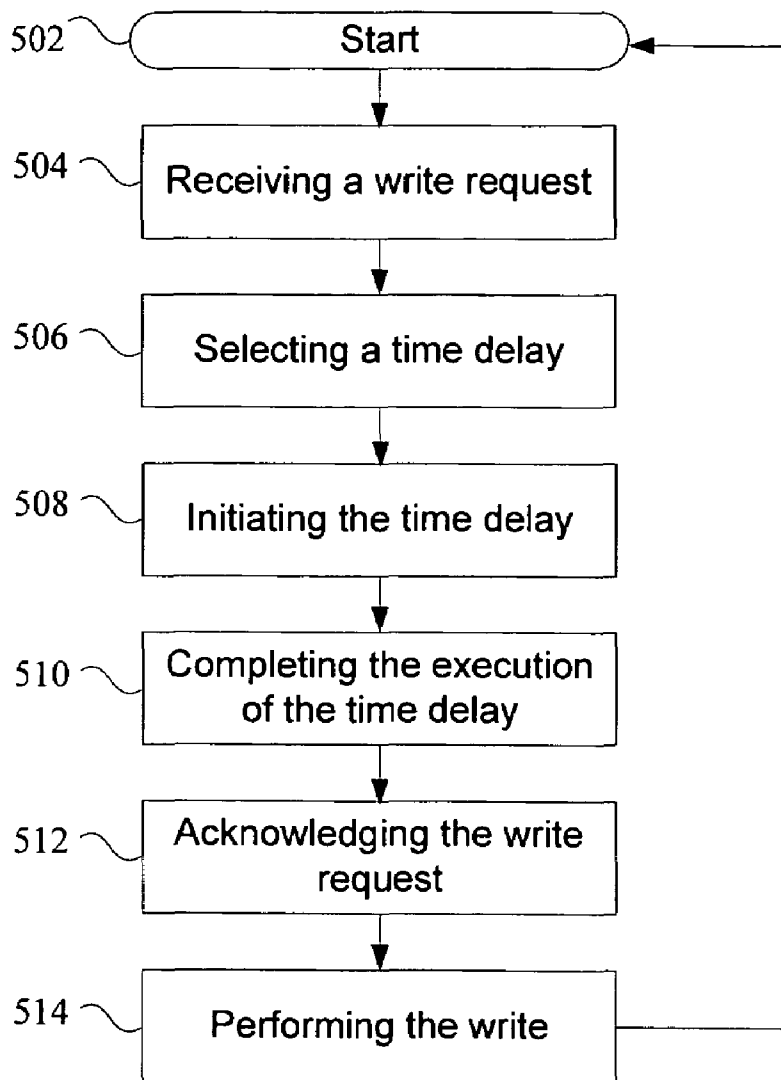 502
Start
504
Receiving a write request
506
Selecting a time delay
508
Initiating the time delay
510
Completing the execution
of the time delay
512
Acknowledging the write
request
514
Performing the write